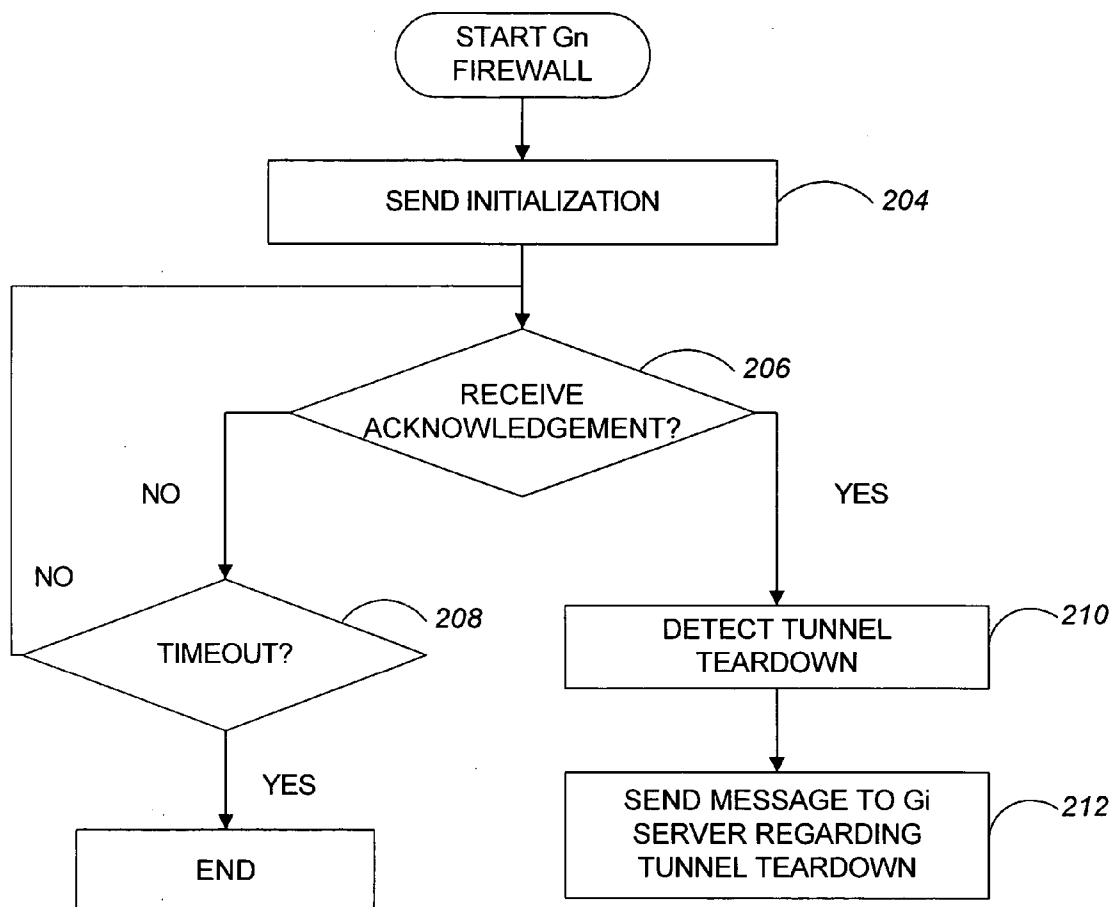 START Gn
FIREWALL
SEND INITIALIZATION
204
RECEIVE
ACKNOWLEDGEMENT?
206
NO
YES
NO
TIMEOUT?
208
DETECT TUNNEL
TEARDOWN
210
YES
SEND MESSAGE TO Gi
SERVER REGARDING
TUNNEL TEARDOWN
212
END